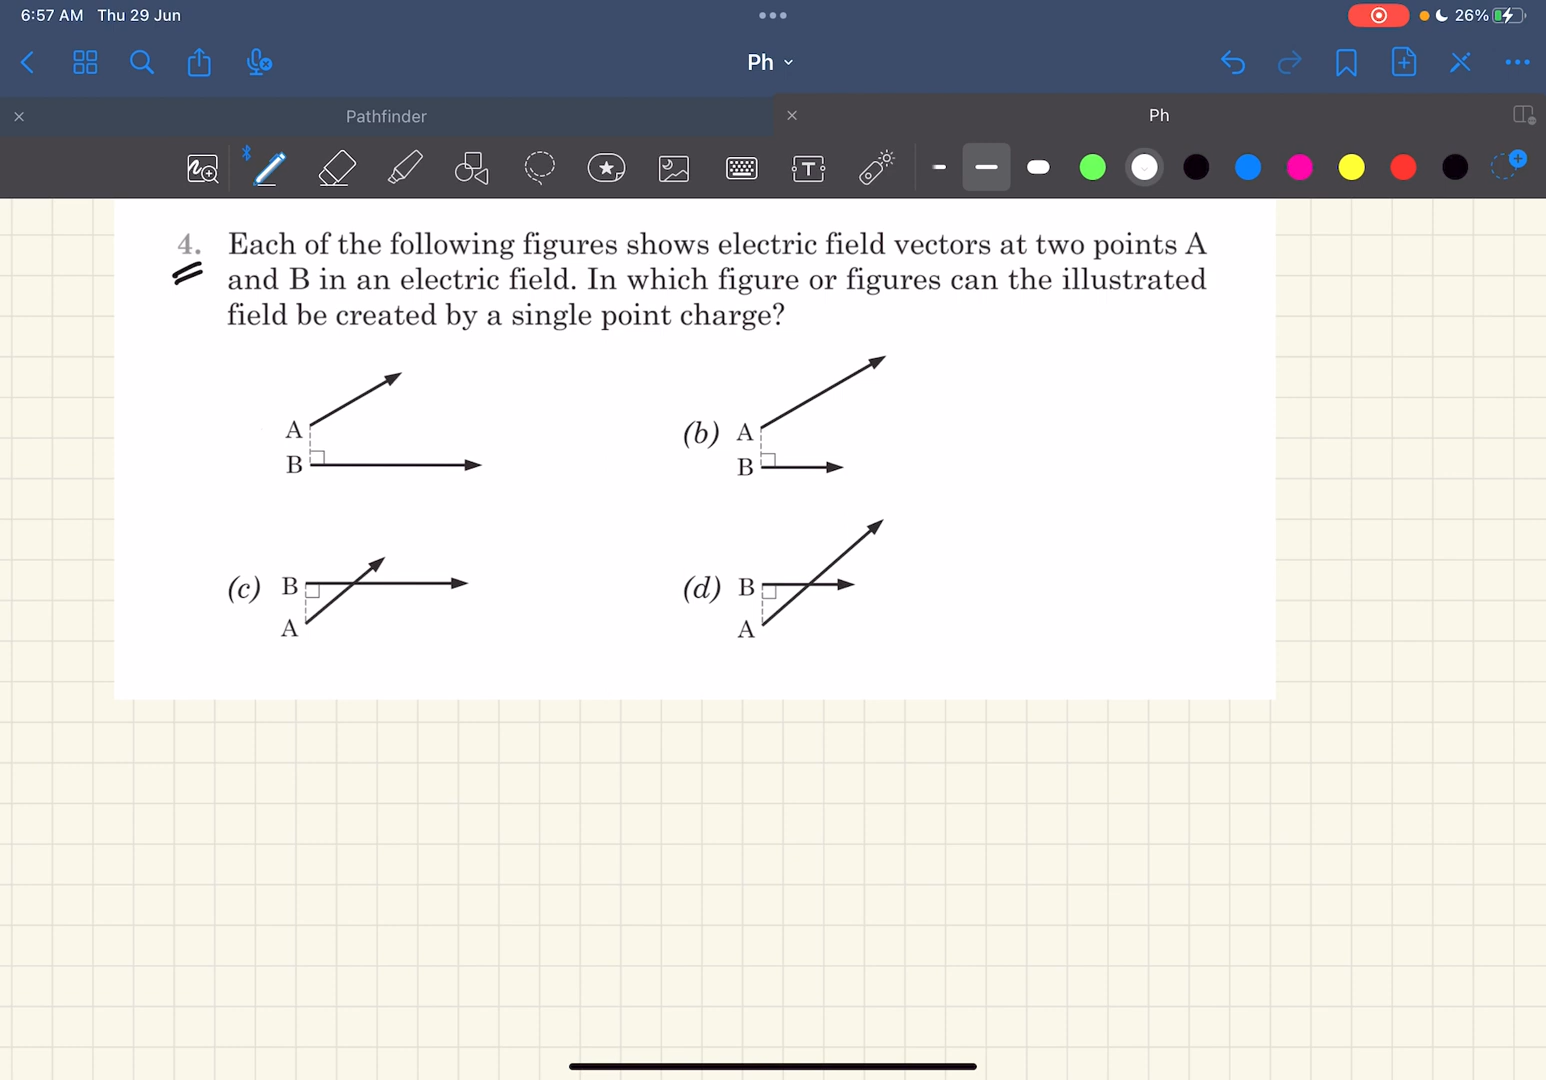 6:57 AM Thu 29 Jun
26%
Ph
Pathfinder
Ph
T
4. Each of the following figures shows electric field vectors at two points A
and B in an electric field. In which figure or figures can the illustrated
field be created by a single point charge?
A
B
(b) A
B
(c) B
A
(d) B
A